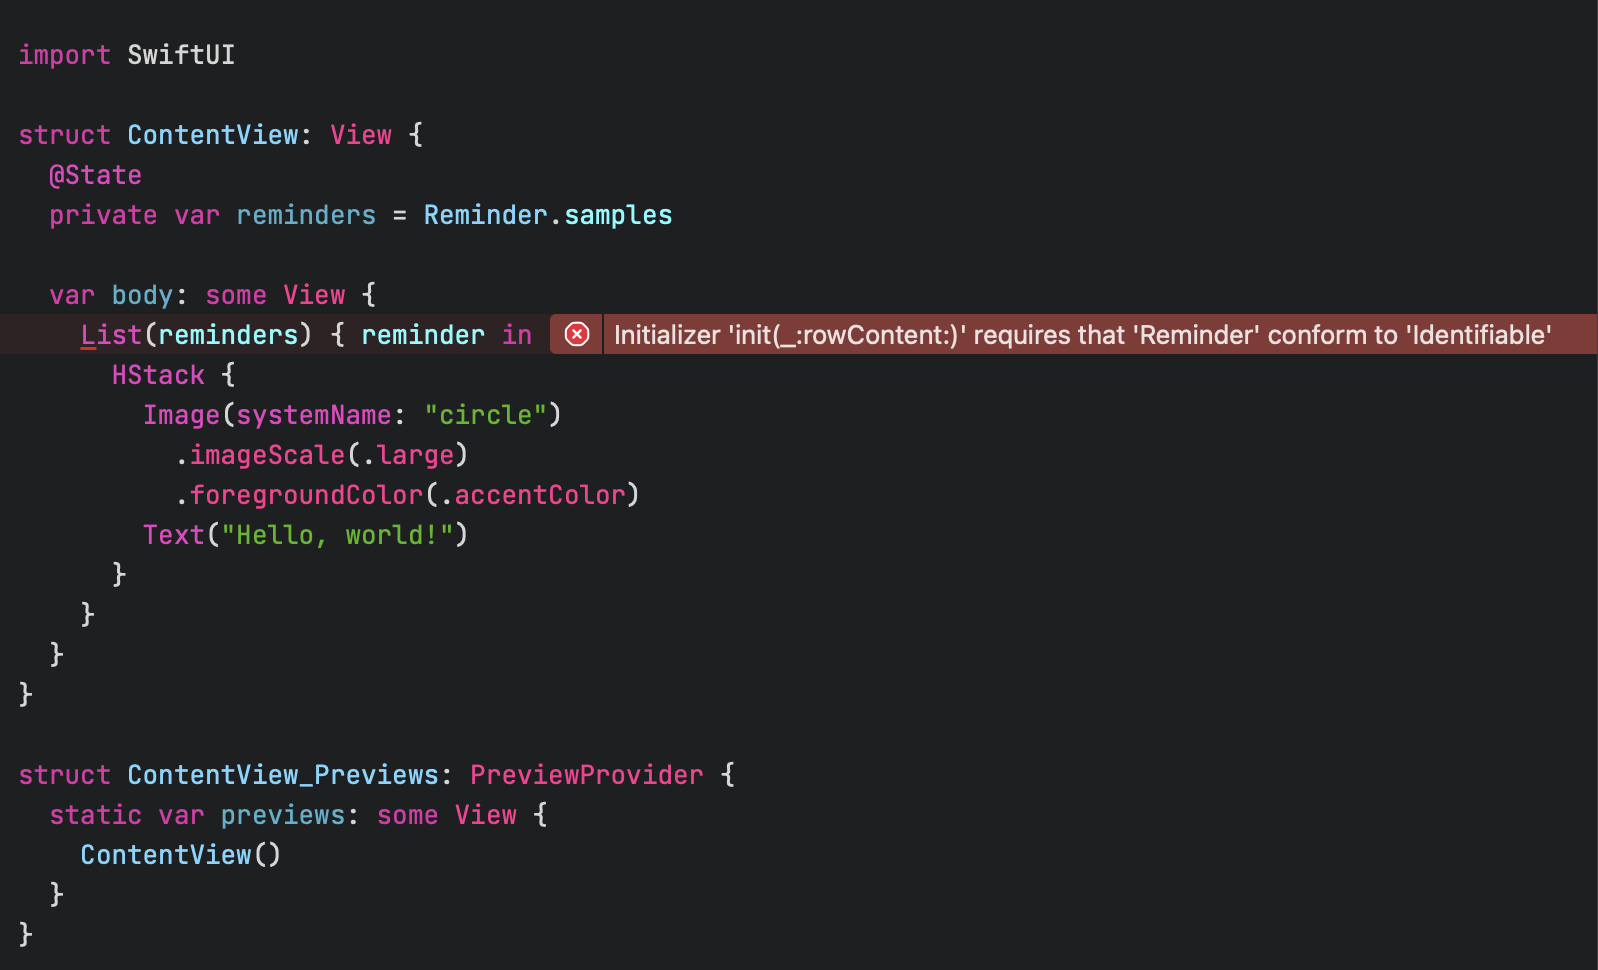 import SwiftUI
struct ContentView: View {
@State
private var reminders = Reminder.samples
var body: some View {
List(reminders) { reminder in Initializer 'init(_:rowContent:)' requires that 'Reminder' conform to 'Identifiable'
HStack {
Image(systemName: "circle")
.imageScale(.large)
.foregroundColor(.accentColor)
Text("Hello, world!")
}
}
}
}
struct ContentView_Previews: PreviewProvider {
static var previews: some View {
ContentView()
}
}